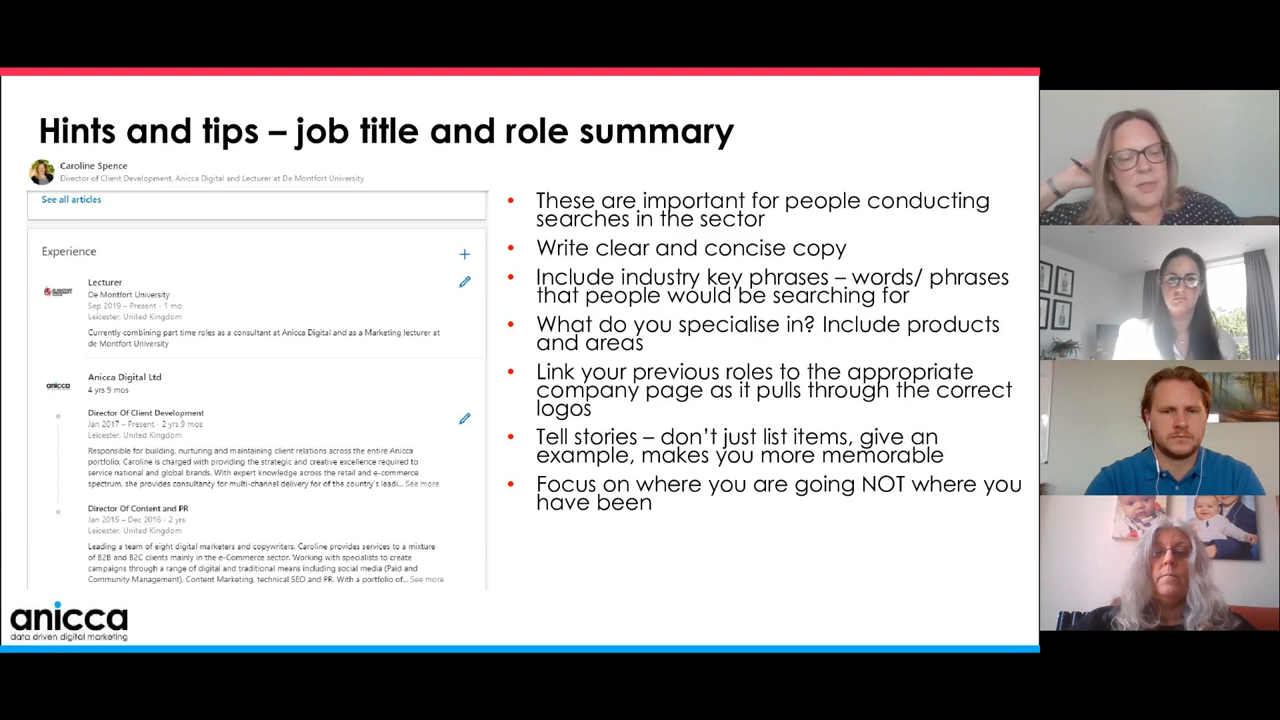 Hints and tips – job title and role summary
Caroline Spence
Director of Client Development, Anicca Digital and Lecturer at De Montfort University
See all articles
Experience
Lecturer
De Montfort University
Sep 2019 – Present · 1 mo
Leicester, United Kingdom
Currently combining part time roles as a consultant at Anicca Digital and as a Marketing lecturer at
de Montfort University
anicca
Anicca Digital Ltd
4 yrs 9 mos
Director Of Client Development
Jan 2017 – Present · 2 yrs 9 mos
Leicester, United Kingdom
Responsible for building, nurturing and maintaining client relations across the entire Anicca
portfolio. Caroline is charged with providing the strategic and creative excellence required to
service national and global brands. With expert knowledge across the retail and e-commerce
spectrum, she provides consultancy for multi-channel delivery for of the country's leadi... See more
Director Of Content and PR
Jan 2015 – Dec 2016 · 2 yrs
Leicester, United Kingdom
Leading a team of eight digital marketers and copywriters. Caroline provides services to a mixture
of B2B and B2C clients mainly in the e-Commerce sector. Working with specialists to create
campaigns through a range of digital and traditional means including social media (Paid and
Community Management), Content Marketing, technical SEO and PR. With a portfolio of... See more
• These are important for people conducting
searches in the sector
• Write clear and concise copy
• Include industry key phrases – words/ phrases
that people would be searching for
• What do you specialise in? Include products
and areas
• Link your previous roles to the appropriate
company page as it pulls through the correct
logos
• Tell stories – don't just list items, give an
example, makes you more memorable
• Focus on where you are going NOT where you
have been
anicca
data driven digital marketing